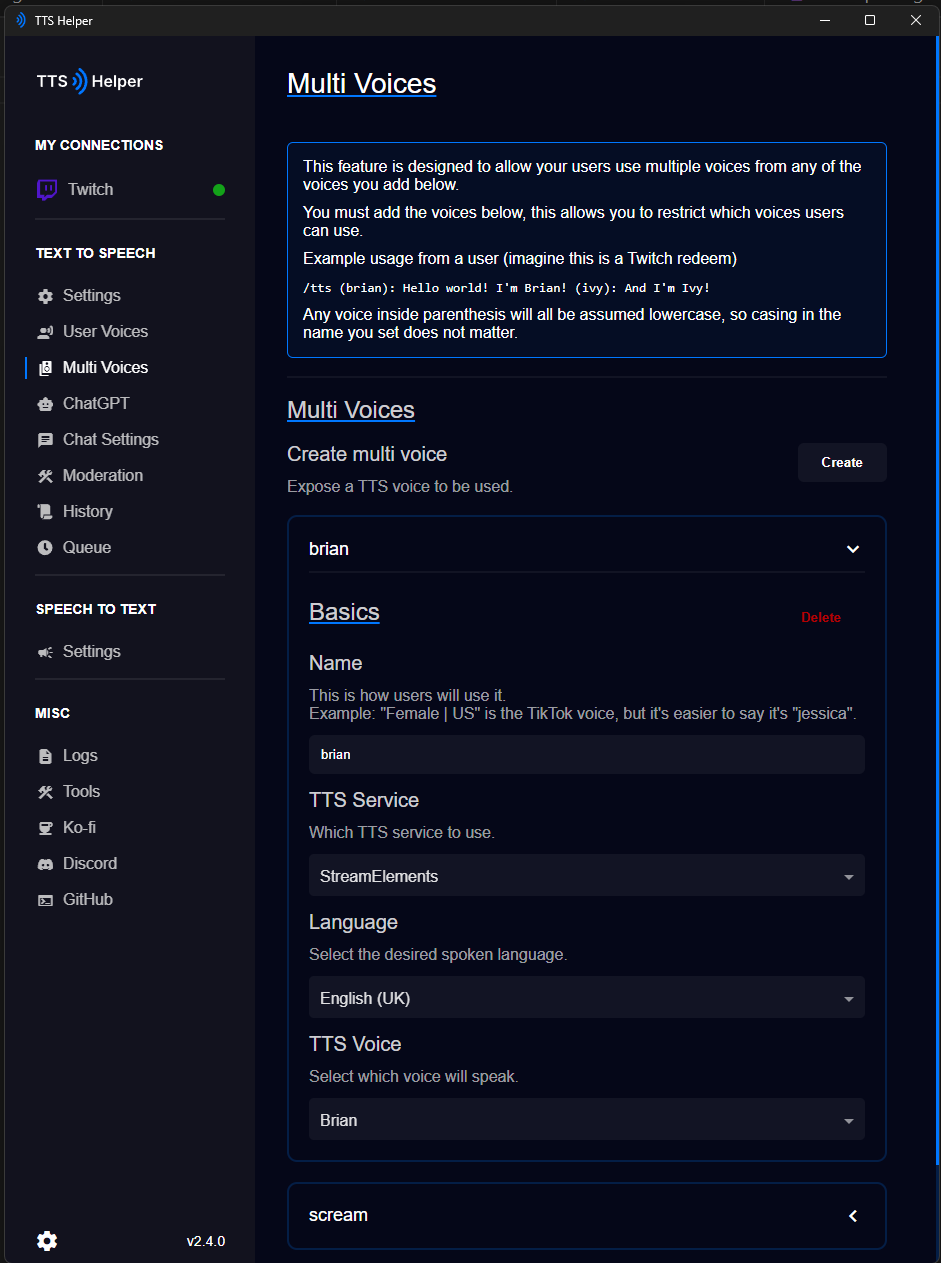 TTS Helper
TTS Helper
MY CONNECTIONS
Twitch
TEXT TO SPEECH
Settings
User Voices
Multi Voices
ChatGPT
Chat Settings
Moderation
History
Queue
SPEECH TO TEXT
Settings
MISC
Logs
Tools
Ko-fi
Discord
GitHub
v2.4.0
Multi Voices
This feature is designed to allow your users use multiple voices from any of the
voices you add below.
You must add the voices below, this allows you to restrict which voices users
can use.
Example usage from a user (imagine this is a Twitch redeem)
/tts (brian): Hello world! I'm Brian! (ivy): And I'm Ivy!
Any voice inside parenthesis will all be assumed lowercase, so casing in the
name you set does not matter.
Multi Voices
Create multi voice
Create
Expose a TTS voice to be used.
brian
Basics
Delete
Name
This is how users will use it.
Example: "Female | US" is the TikTok voice, but it's easier to say it's "jessica".
brian
TTS Service
Which TTS service to use.
StreamElements
Language
Select the desired spoken language.
English (UK)
TTS Voice
Select which voice will speak.
Brian
scream